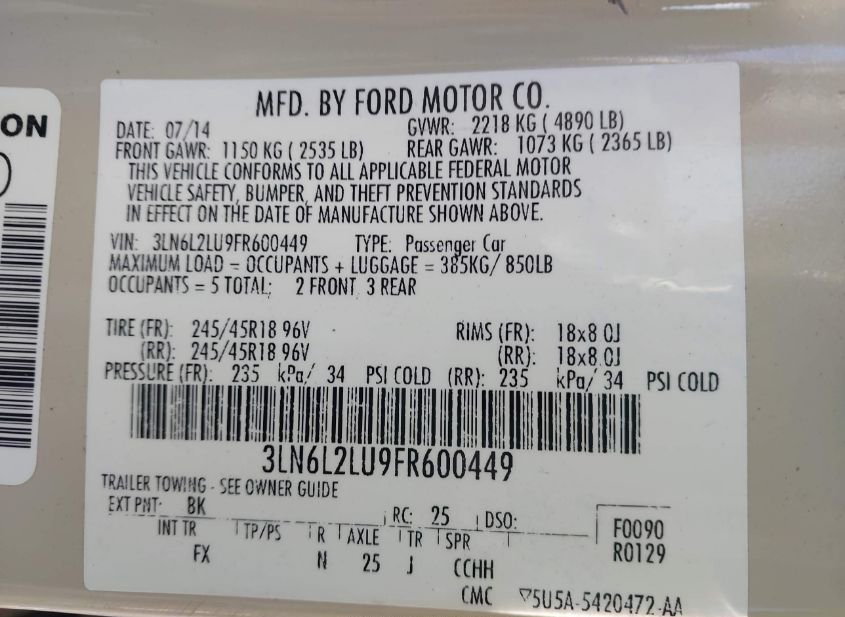 ON
MFD. BY FORD MOTOR CO.
DATE: 07/14 GVWR: 2218 KG ( 4890 LB)
FRONT GAWR: 1150 KG ( 2535 LB) REAR GAWR: 1073 KG ( 2365 LB)
THIS VEHICLE CONFORMS TO ALL APPLICABLE FEDERAL MOTOR
VEHICLE SAFETY, BUMPER, AND THEFT PREVENTION STANDARDS
IN EFFECT ON THE DATE OF MANUFACTURE SHOWN ABOVE.
VIN: 3LN6L2LU9FR600449 TYPE: Passenger Car
MAXIMUM LOAD = OCCUPANTS + LUGGAGE = 385KG/ 850LB
OCCUPANTS = 5 TOTAL; 2 FRONT 3 REAR
TIRE (FR): 245/45R18 96V RIMS (FR): 18x8.0J
(RR): 245/45R18 96V (RR): 18x8.0J
PRESSURE (FR): 235 kPa/ 34 PSI COLD (RR): 235 kPa/ 34 PSI COLD
3LN6L2LU9FR600449
TRAILER TOWING - SEE OWNER GUIDE
EXT PNT: BK RC: 25 DSO:
INT TR TP/PS R AXLE TR SPR F0090
FX N 25 J CCHH R0129
CMC ▽5U5A-5420472-AA